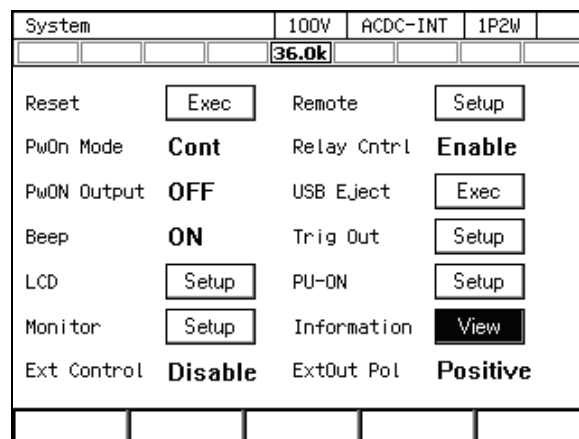 System 100V ACDC-INT 1P2W
36.0k
Reset Exec Remote Setup
PwOn Mode Cont Relay Cntrl Enable
PwON Output OFF USB Eject Exec
Beep ON Trig Out Setup
LCD Setup PU-ON Setup
Monitor Setup Information View
Ext Control Disable ExtOut Pol Positive